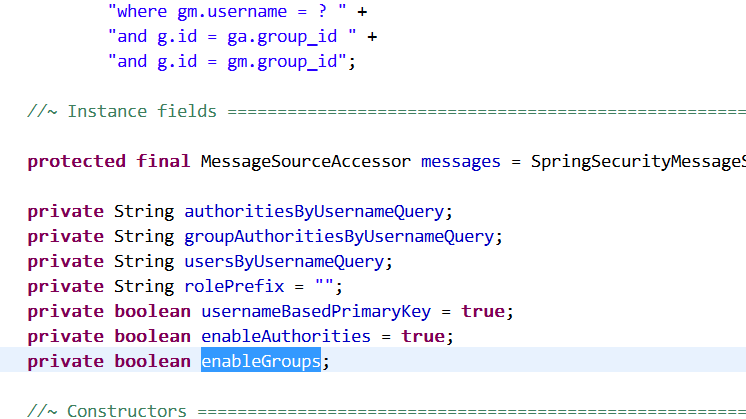 "where gm.username = ? " +
"and g.id = ga.group_id " +
"and g.id = gm.group_id";
//~ Instance fields ====================================================
protected final MessageSourceAccessor messages = SpringSecurityMessageS
private String authoritiesByUsernameQuery;
private String groupAuthoritiesByUsernameQuery;
private String usersByUsernameQuery;
private String rolePrefix = "";
private boolean usernameBasedPrimaryKey = true;
private boolean enableAuthorities = true;
private boolean enableGroups;
//~ Constructors =======================================================